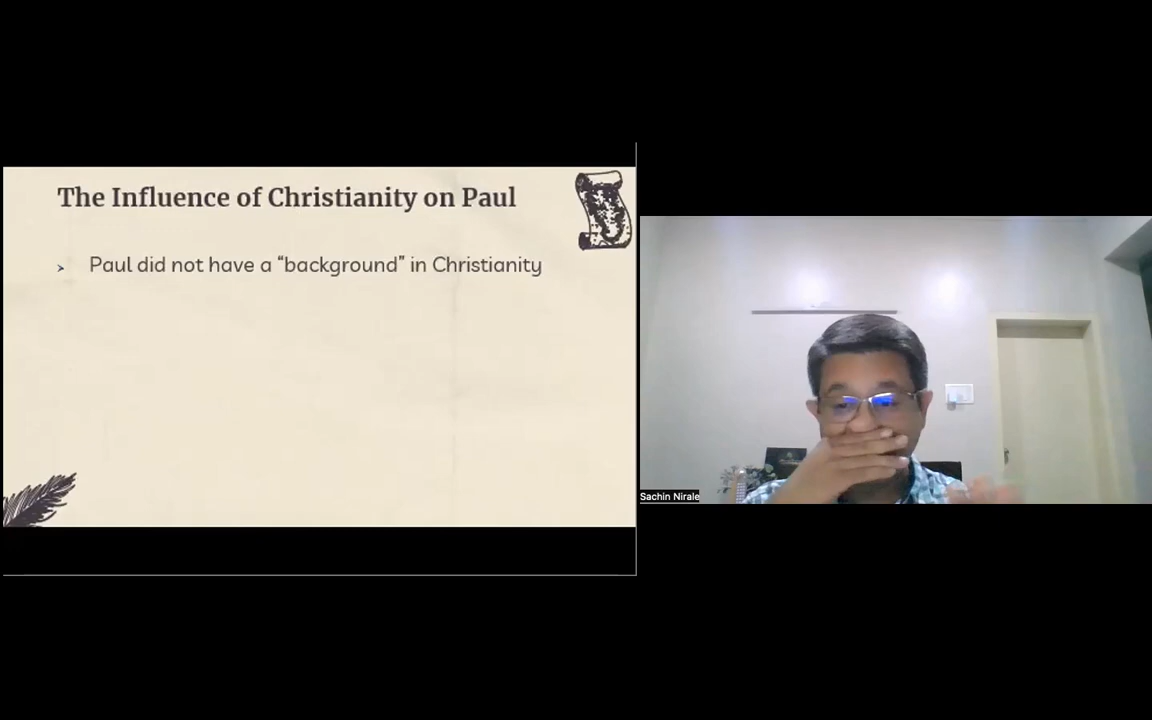 The Influence of Christianity on Paul
➢ Paul did not have a “background” in Christianity
Sachin Nirale